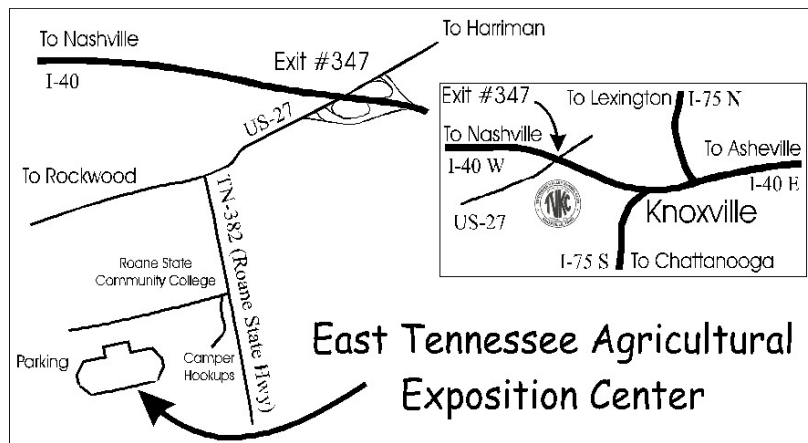 To Nashville
I-40
Exit #347
To Harriman
US-27
To Rockwood
TN-382 (Roane State Hwy)
Roane State
Community College
Parking
Camper
Hookups
East Tennessee Agricultural
Exposition Center
Exit #347
To Lexington
I-75 N
To Nashville
I-40 W
To Asheville
I-40 E
US-27
TVKC
Knoxville
I-75 S
To Chattanooga